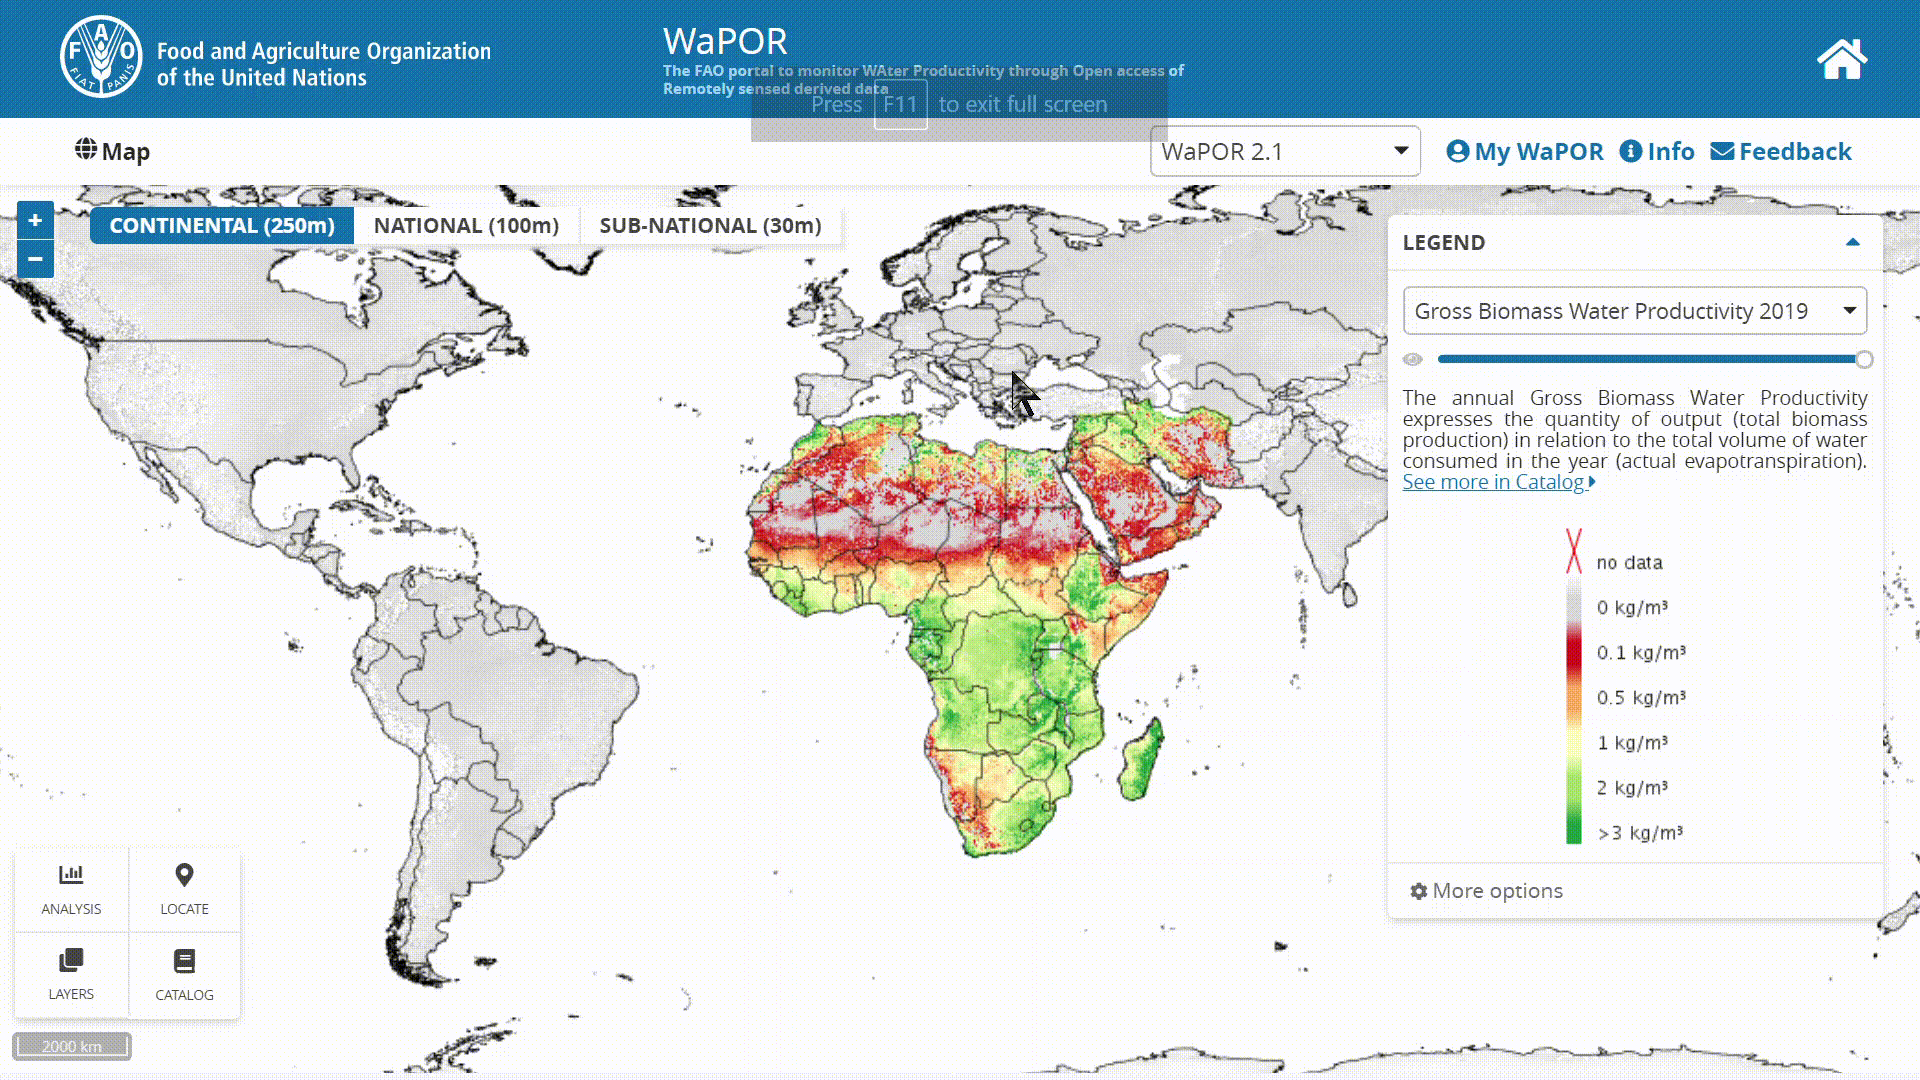 F A O
FIAT PANIS
Food and Agriculture Organization
of the United Nations
WaPOR
The FAO portal to monitor WAter Productivity through Open access of
Remotely sensed derived data
Press F11 to exit full screen
Map
WaPOR 2.1
My WaPOR
Info
Feedback
+
−
CONTINENTAL (250m)
NATIONAL (100m)
SUB-NATIONAL (30m)
LEGEND
Gross Biomass Water Productivity 2019
The annual Gross Biomass Water Productivity
expresses the quantity of output (total biomass
production) in relation to the total volume of water
consumed in the year (actual evapotranspiration).
See more in Catalog
no data
0 kg/m³
0.1 kg/m³
0.5 kg/m³
1 kg/m³
2 kg/m³
>3 kg/m³
More options
ANALYSIS
LOCATE
LAYERS
CATALOG
2000 km